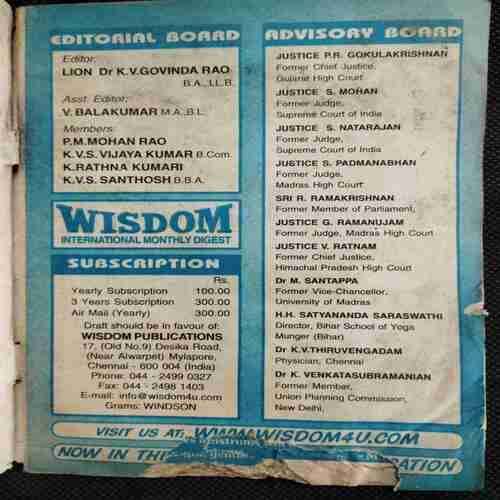 EDITORIAL BOARD
Editor:
LION Dr K.V.GOVINDA RAO
B.A., LL.B.
Asst. Editor:
V. BALAKUMAR M.A., B.L.
Members:
P.M.MOHAN RAO
K.V.S. VIJAYA KUMAR B.Com.
K.RATHNA KUMARI
K.V.S. SANTHOSH B.B.A.
WISDOM
INTERNATIONAL MONTHLY DIGEST
SUBSCRIPTION
Rs.
Yearly Subscription 100.00
3 Years Subscription 300.00
Air Mail (Yearly) 300.00
Draft should be in favour of:
WISDOM PUBLICATIONS
17, (Old No.9) Desika Road,
(Near Alwarpet) Mylapore,
Chennai - 600 004 (India)
Phone: 044 - 2499 0327
Fax: 044 - 2498 1403
E-mail: info@wisdom4u.com
Grams: WINDSON
ADVISORY BOARD
JUSTICE P.R. GOKULAKRISHNAN
Former Chief Justice,
Gujarat High Court
JUSTICE S. MOHAN
Former Judge,
Supreme Court of India
JUSTICE S. NATARAJAN
Former Judge,
Supreme Court of India
JUSTICE S. PADMANABHAN
Former Judge,
Madras High Court
SRI R. RAMAKRISHNAN
Former Member of Parliament,
JUSTICE G. RAMANUJAM
Former Judge, Madras High Court
JUSTICE V. RATNAM
Former Chief Justice,
Himachal Pradesh High Court
Dr M. SANTAPPA
Former Vice-Chancellor,
University of Madras
H.H. SATYANANDA SARASWATHI
Director, Bihar School of Yoga
Munger (Bihar)
Dr K.V.THIRUVENGADAM
Physician, Chennai
Dr K. VENKATASUBRAMANIAN
Former Member,
Union Planning Commission,
New Delhi,
VISIT US AT: WWW.WISDOM4U.COM
NOW IN